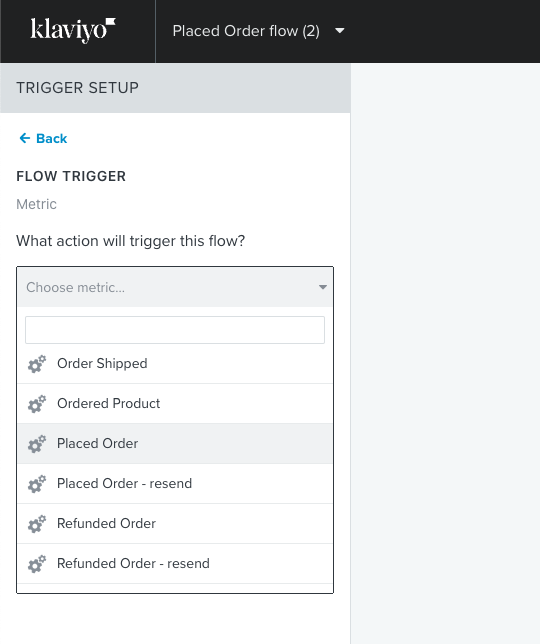 klaviyo
Placed Order flow (2)
TRIGGER SETUP
Back
FLOW TRIGGER
Metric
What action will trigger this flow?
Choose metric...
Order Shipped
Ordered Product
Placed Order
Placed Order - resend
Refunded Order
Refunded Order - resend